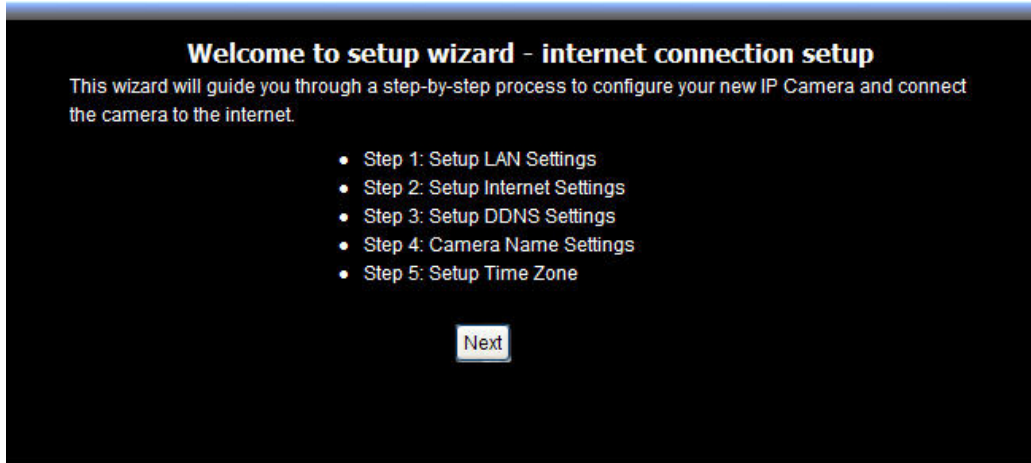 Welcome to setup wizard - internet connection setup
This wizard will guide you through a step-by-step process to configure your new IP Camera and connect
the camera to the internet.
• Step 1: Setup LAN Settings
• Step 2: Setup Internet Settings
• Step 3: Setup DDNS Settings
• Step 4: Camera Name Settings
• Step 5: Setup Time Zone
Next